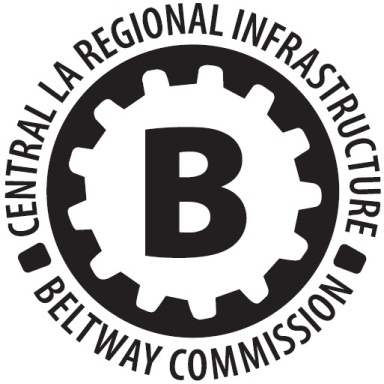 CENTRAL LA REGIONAL INFRASTRUCTURE
B
BELTWAY COMMISSION